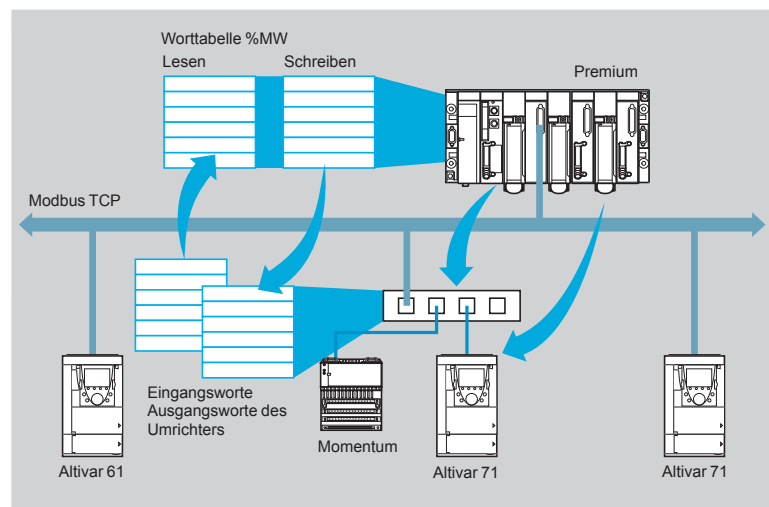 Worttabelle %MW
Lesen
Schreiben
Premium
Modbus TCP
Eingangsworte
Ausgangsworte des
Umrichters
Momentum
Altivar 61
Altivar 71
Altivar 71